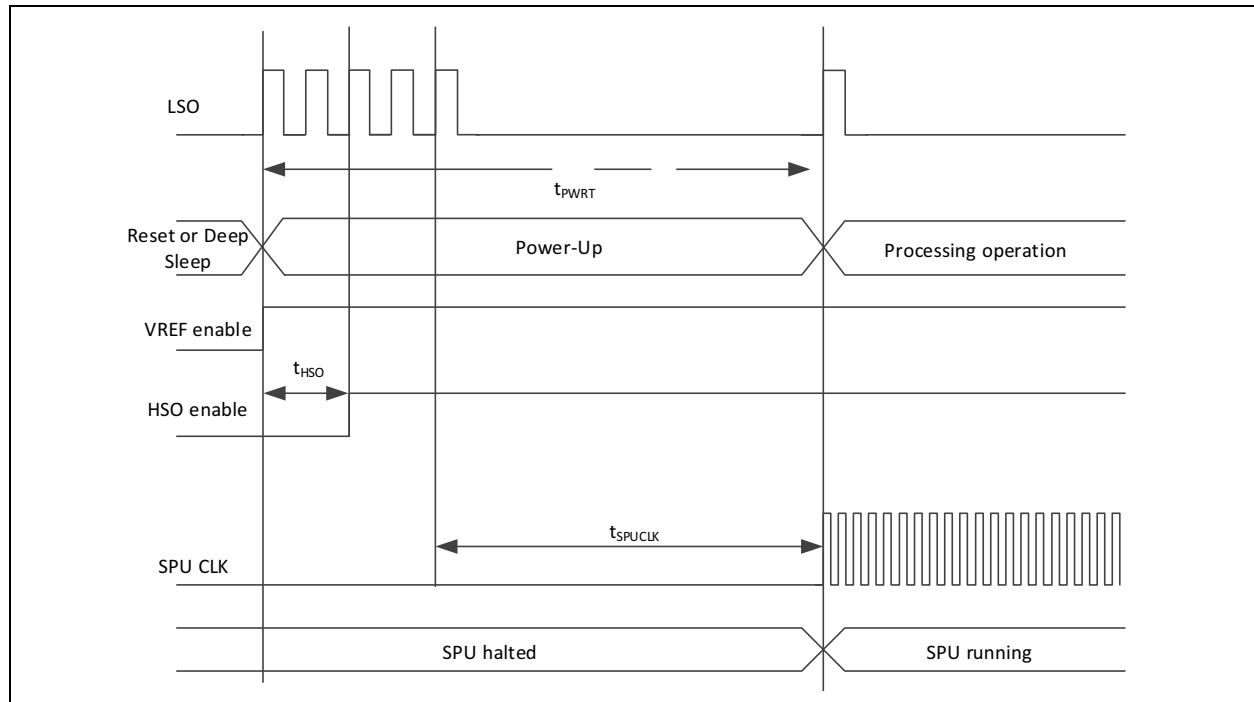 LSO
tPWRT
Reset or Deep
Sleep
Power-Up
Processing operation
VREF enable
tHSO
HSO enable
tSPUCLK
SPU CLK
SPU halted
SPU running